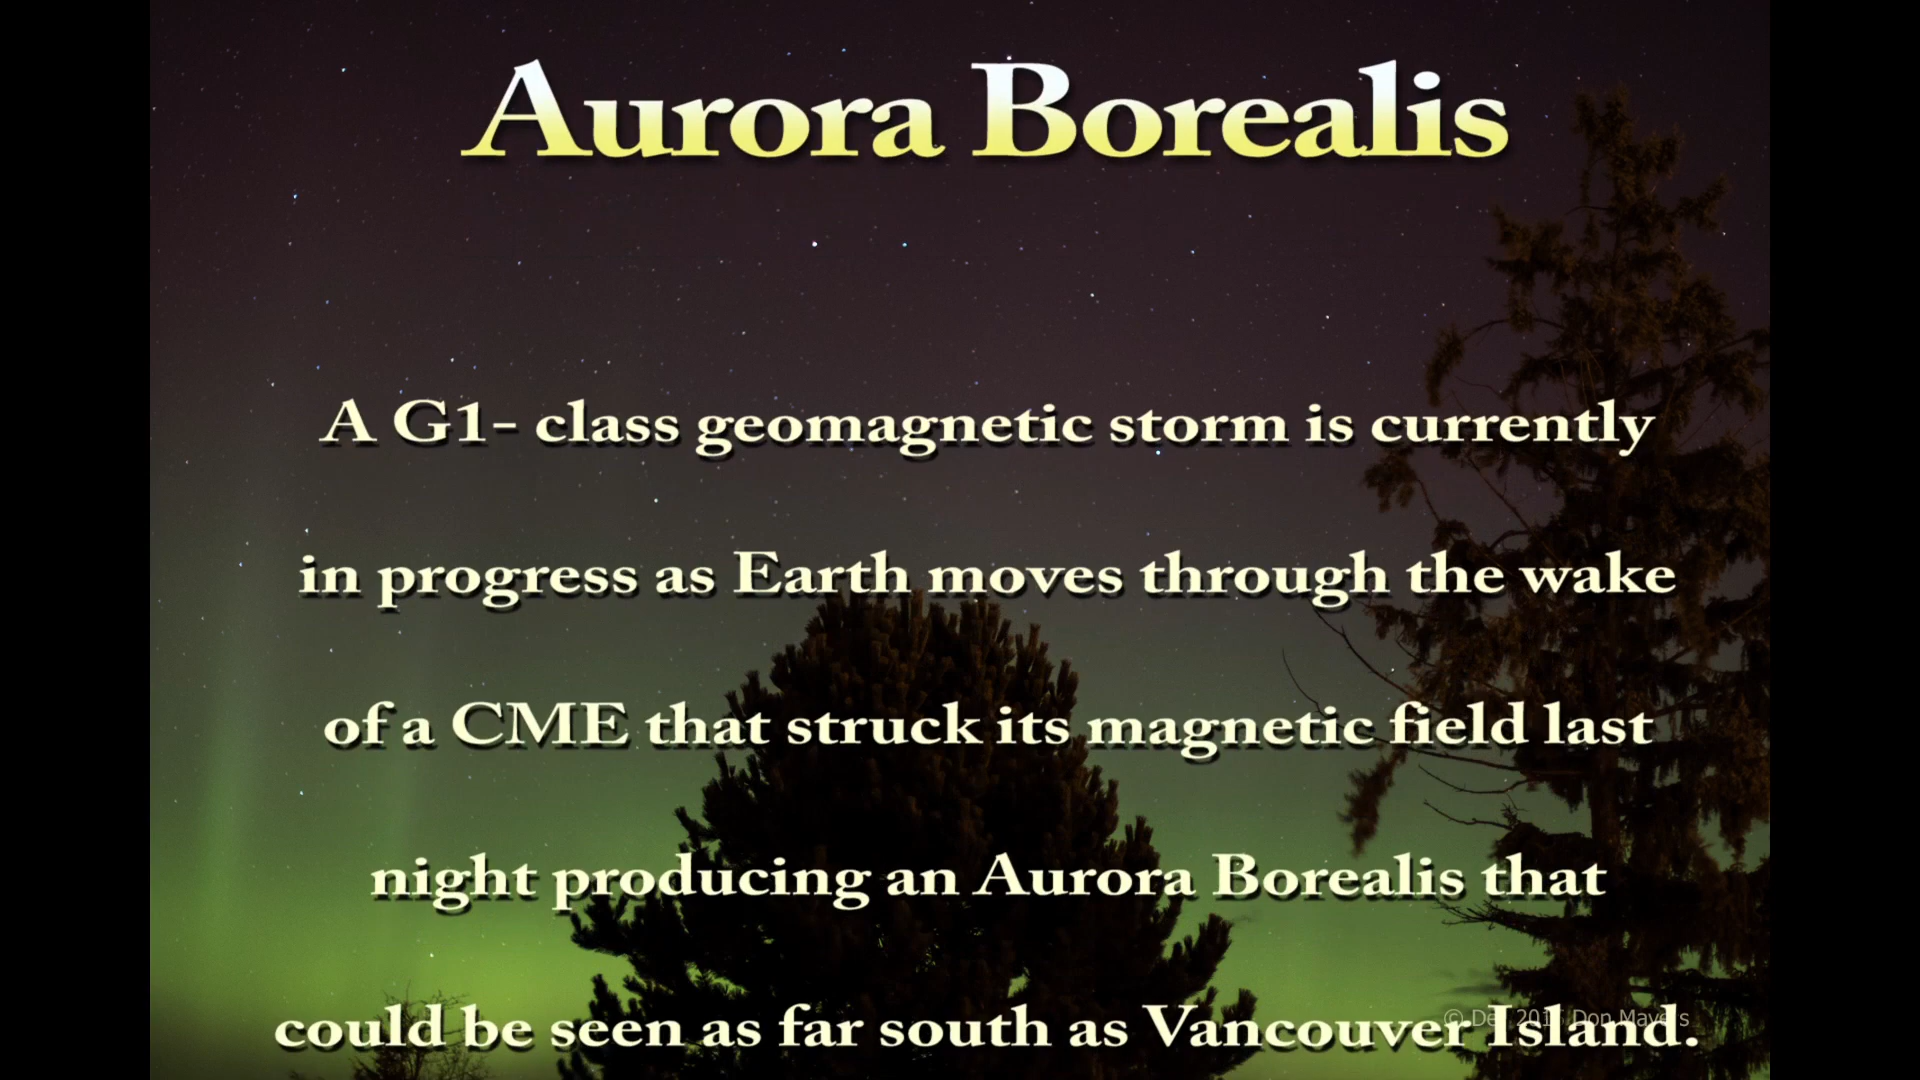 Aurora Borealis
A G1- class geomagnetic storm is currently
in progress as Earth moves through the wake
of a CME that struck its magnetic field last
night producing an Aurora Borealis that
could be seen as far south as Vancouver Island.
© Don